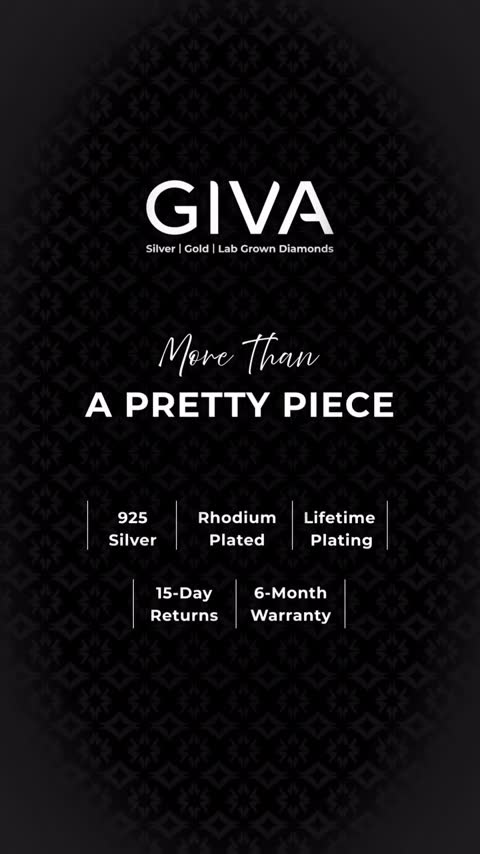 GIVA
Silver | Gold | Lab Grown Diamonds
More Than
A PRETTY PIECE
925
Silver
Rhodium
Plated
Lifetime
Plating
15-Day
Returns
6-Month
Warranty